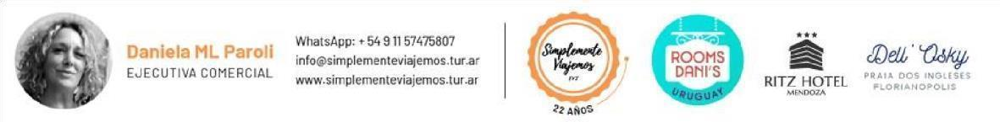 Daniela ML Paroli
EJECUTIVA COMERCIAL
WhatsApp: + 54 9 11 57475807
info@simplementeviajemos.tur.ar
www.simplementeviajemos.tur.ar
Simplemente
Viajemos
EVT
22 AÑOS
ROOMS
DANI'S
URUGUAY
RITZ HOTEL
MENDOZA
Dell' Osky
PRAIA DOS INGLESES
FLORIANOPOLIS